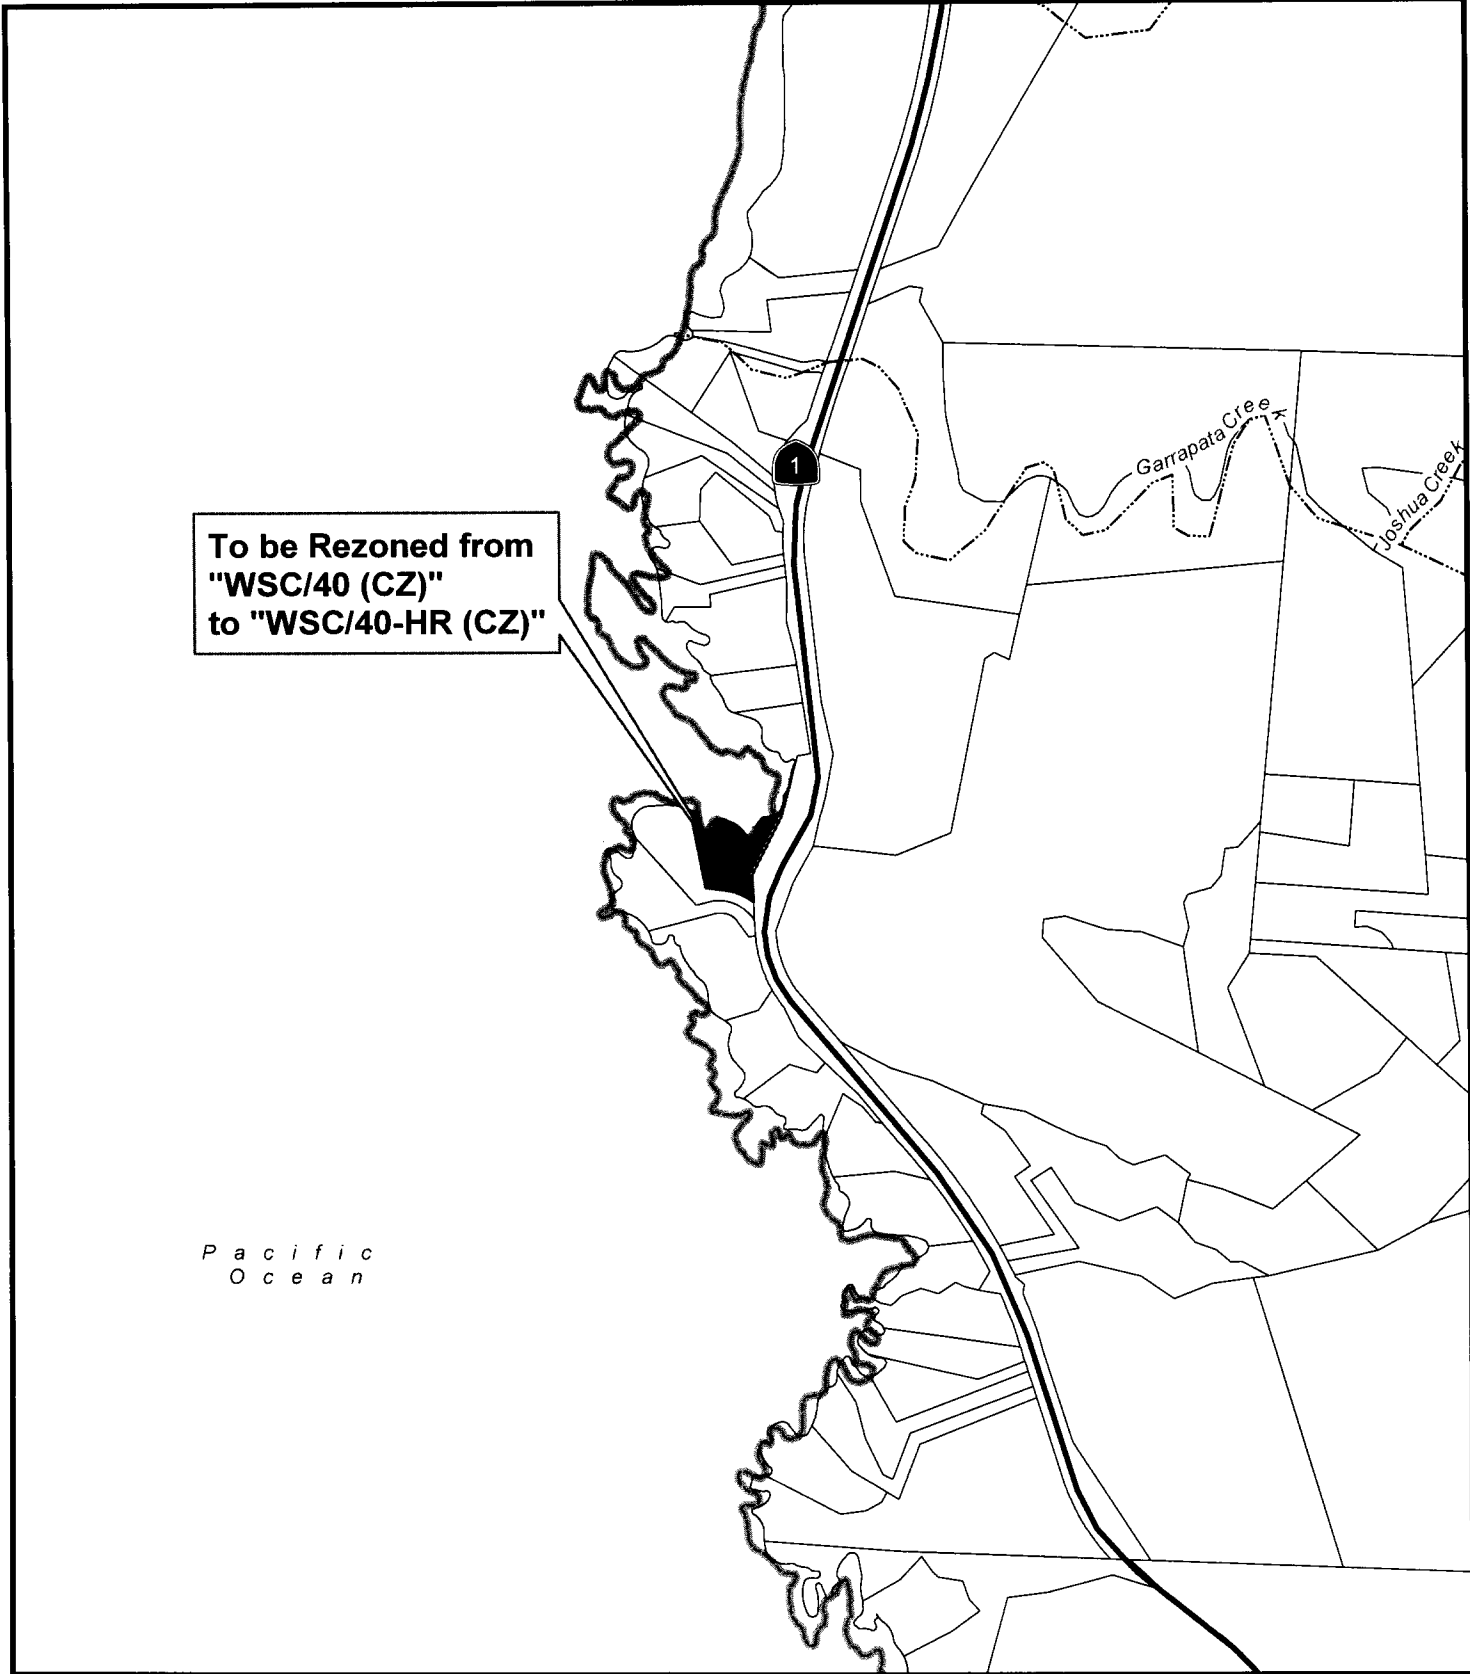 1
Garrapata Creek
Joshua Creek
To be Rezoned from
"WSC/40 (CZ)"
to "WSC/40-HR (CZ)"
Pacific
Ocean